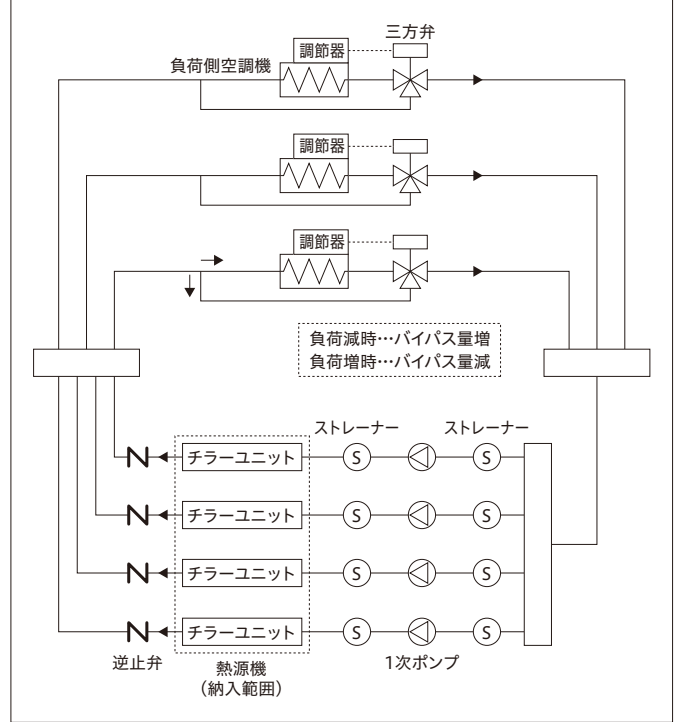 三方弁
調節器
負荷側空調機
調節器
調節器
負荷減時…バイパス量増
負荷増時…バイパス量減
ストレーナー
ストレーナー
チラーユニット
S
S
チラーユニット
S
S
チラーユニット
S
S
チラーユニット
S
S
逆止弁
熱源機
(納入範囲)
1次ポンプ